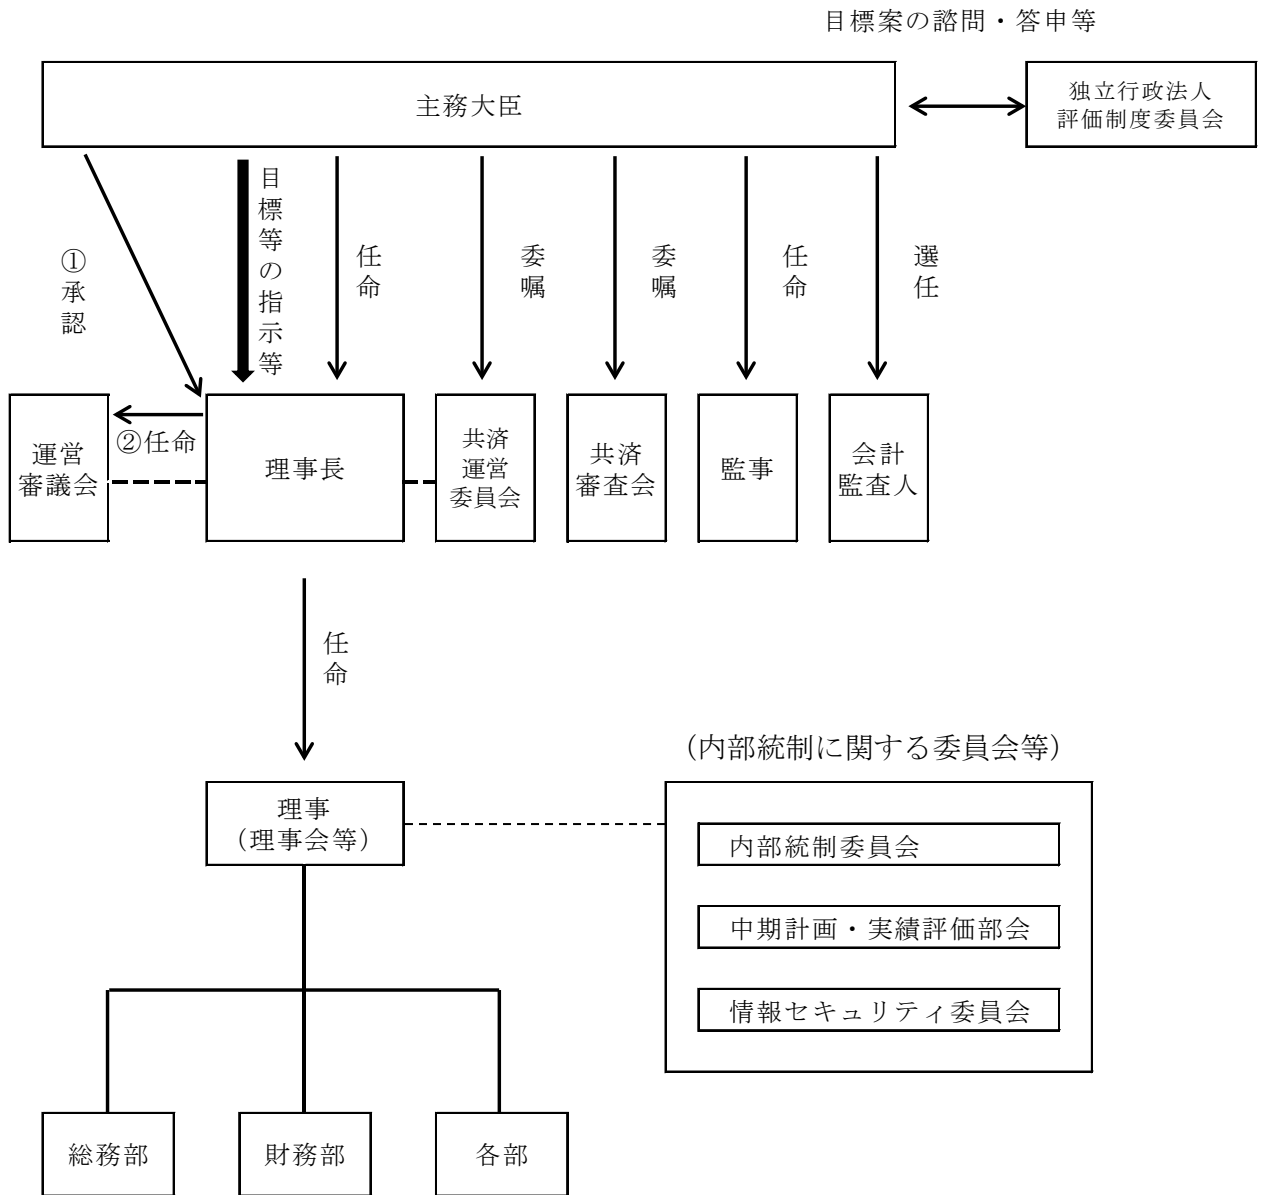 目標案の諮問・答申等
主務大臣
独立行政法人
評価制度委員会
①承認
目標等の指示等
任命
委嘱
委嘱
任命
選任
②任命
運営
審議会
理事長
共済
運営
委員会
共済
審査会
監事
会計
監査人
任命
理事
（理事会等）
（内部統制に関する委員会等）
内部統制委員会
中期計画・実績評価部会
情報セキュリティ委員会
総務部
財務部
各部